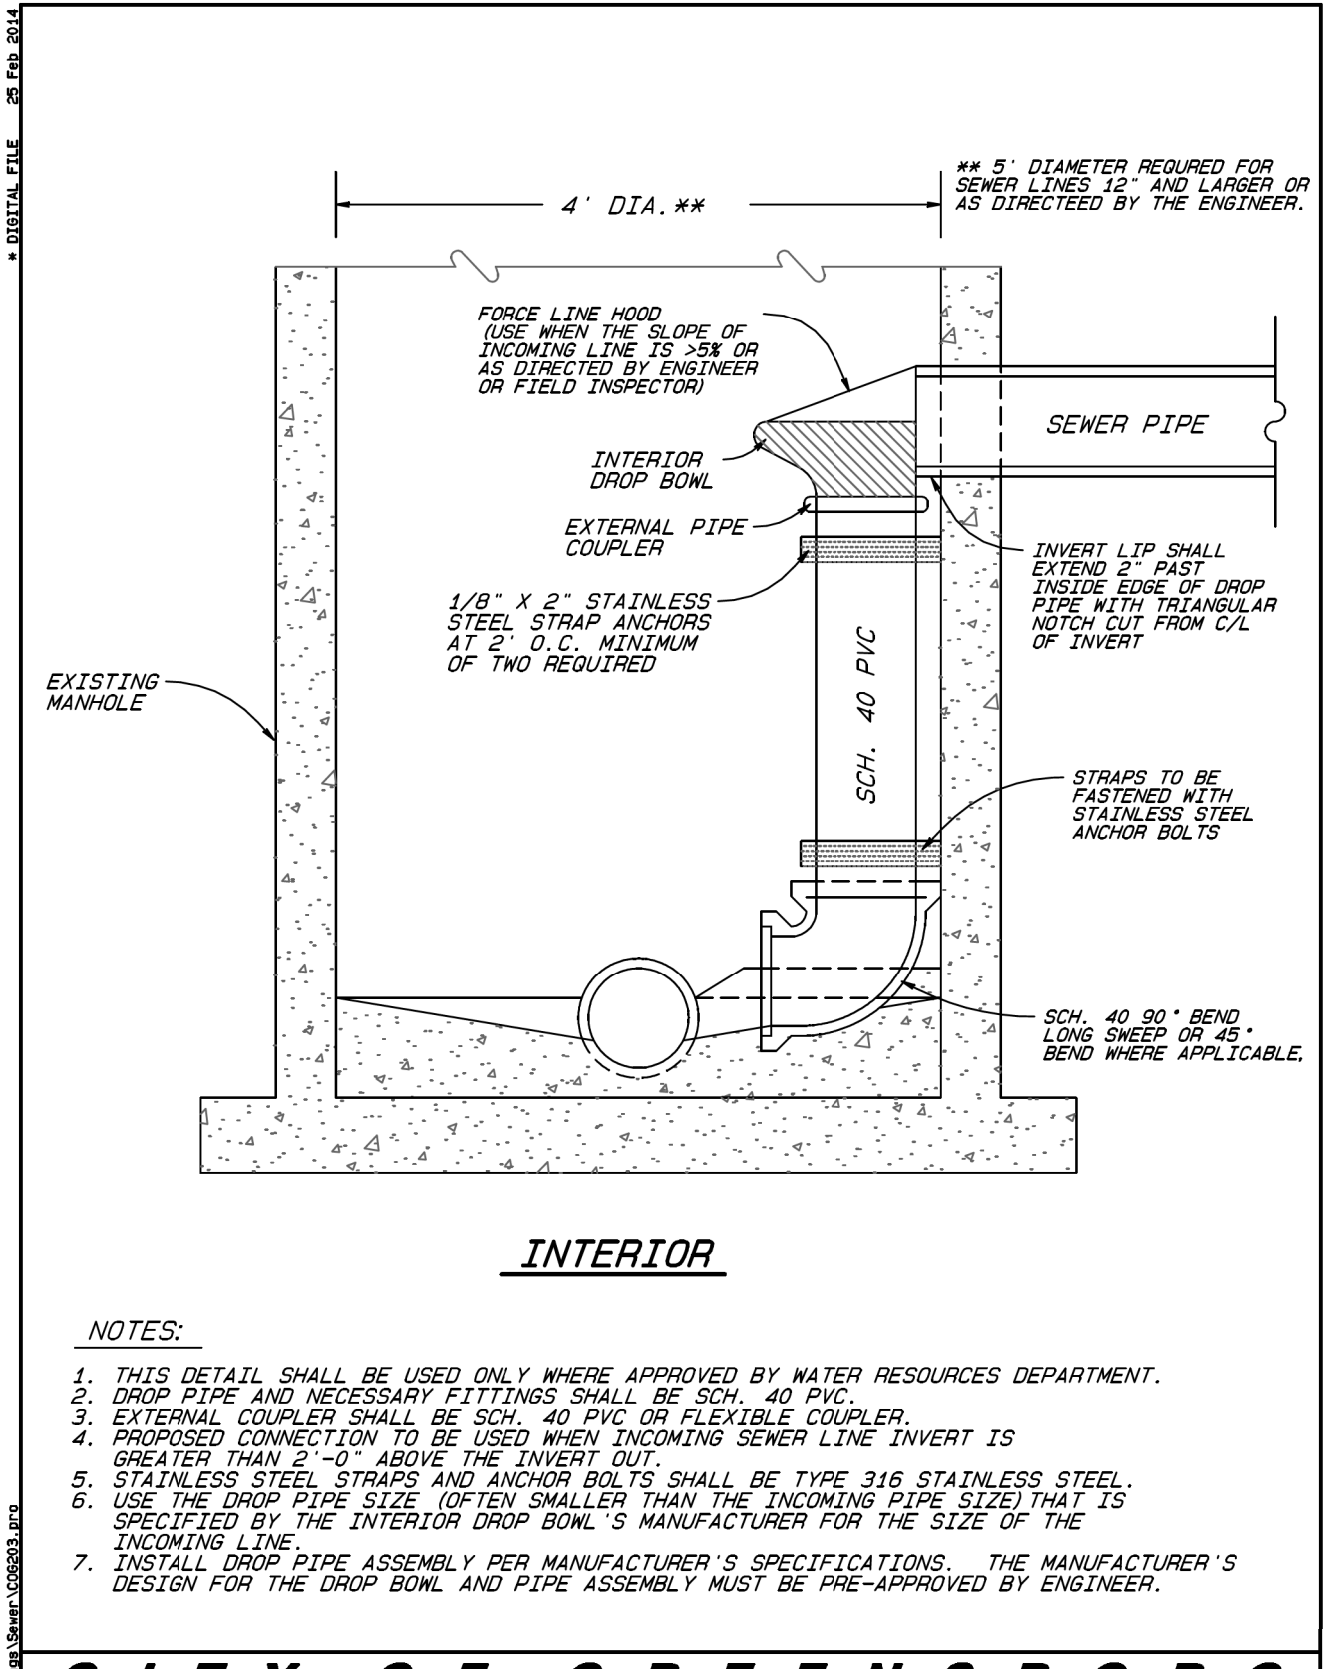 * DIGITAL FILE 25 Feb 2014
** 5' DIAMETER REQURED FOR
SEWER LINES 12" AND LARGER OR
AS DIRECTEED BY THE ENGINEER.
4' DIA.**
FORCE LINE HOOD
(USE WHEN THE SLOPE OF
INCOMING LINE IS >5% OR
AS DIRECTED BY ENGINEER
OR FIELD INSPECTOR)
SEWER PIPE
INTERIOR
DROP BOWL
EXTERNAL PIPE
COUPLER
INVERT LIP SHALL
EXTEND 2" PAST
INSIDE EDGE OF DROP
PIPE WITH TRIANGULAR
NOTCH CUT FROM C/L
OF INVERT
1/8" X 2" STAINLESS
STEEL STRAP ANCHORS
AT 2' O.C. MINIMUM
OF TWO REQUIRED
EXISTING
MANHOLE
SCH. 40 PVC
STRAPS TO BE
FASTENED WITH
STAINLESS STEEL
ANCHOR BOLTS
SCH. 40 90° BEND
LONG SWEEP OR 45°
BEND WHERE APPLICABLE.
INTERIOR
NOTES:
1. THIS DETAIL SHALL BE USED ONLY WHERE APPROVED BY WATER RESOURCES DEPARTMENT.
2. DROP PIPE AND NECESSARY FITTINGS SHALL BE SCH. 40 PVC.
3. EXTERNAL COUPLER SHALL BE SCH. 40 PVC OR FLEXIBLE COUPLER.
4. PROPOSED CONNECTION TO BE USED WHEN INCOMING SEWER LINE INVERT IS
GREATER THAN 2'-0" ABOVE THE INVERT OUT.
5. STAINLESS STEEL STRAPS AND ANCHOR BOLTS SHALL BE TYPE 316 STAINLESS STEEL.
6. USE THE DROP PIPE SIZE (OFTEN SMALLER THAN THE INCOMING PIPE SIZE) THAT IS
SPECIFIED BY THE INTERIOR DROP BOWL'S MANUFACTURER FOR THE SIZE OF THE
INCOMING LINE.
7. INSTALL DROP PIPE ASSEMBLY PER MANUFACTURER'S SPECIFICATIONS. THE MANUFACTURER'S
DESIGN FOR THE DROP BOWL AND PIPE ASSEMBLY MUST BE PRE-APPROVED BY ENGINEER.
gs\Sewer\COG203.pro